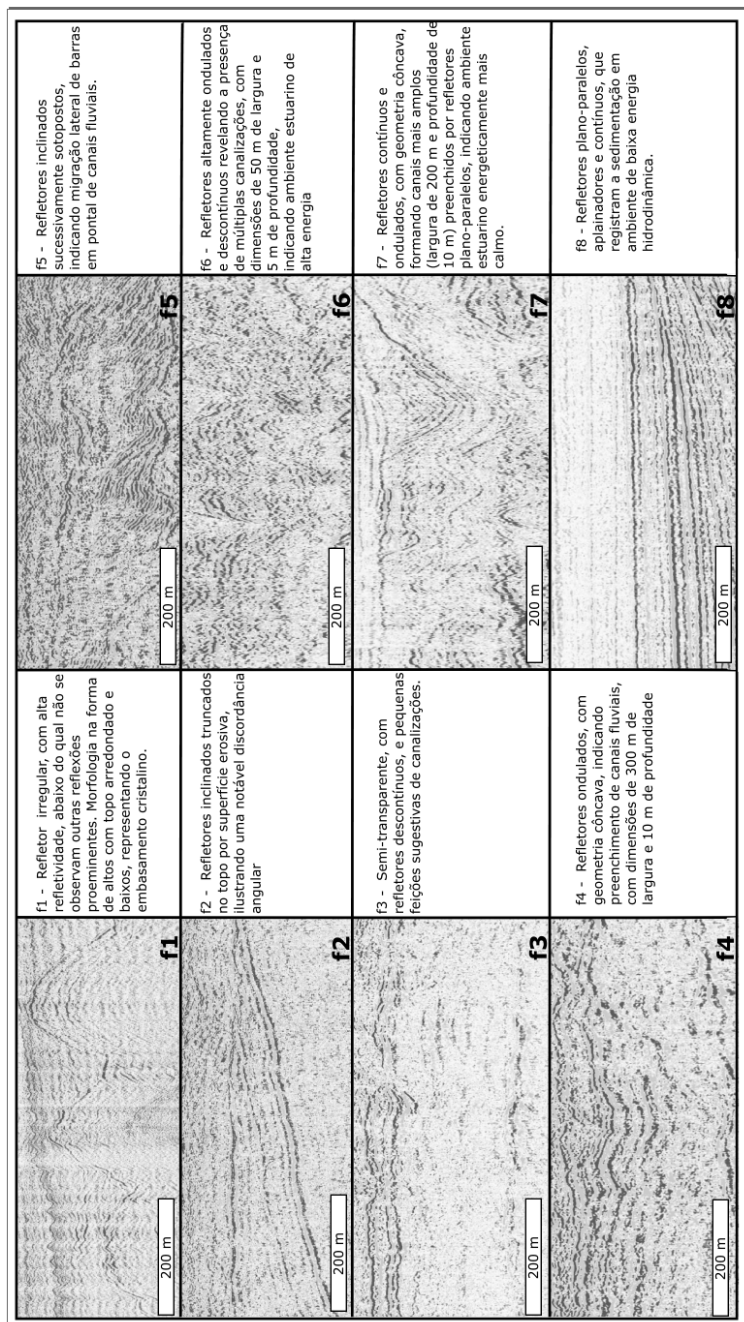 f1
200 m
f1 - Refletor irregular, com alta
refletividade, abaixo do qual não se
observam outras reflexões
proeminentes. Morfologia na forma
de altos com topo arredondado e
baixos, representando o
embasamento cristalino.
f2
200 m
f2 - Refletores inclinados truncados
no topo por superfície erosiva,
ilustrando uma notável discordância
angular
f3
200 m
f3 - Semi-transparente, com
refletores descontínuos, e pequenas
feições sugestivas de canalizações.
f4
200 m
f4 - Refletores ondulados, com
geometria côncava, indicando
preenchimento de canais fluviais,
com dimensões de 300 m de
largura e 10 m de profundidade
f5
200 m
f5 - Refletores inclinados
sucessivamente sotopostos,
indicando migração lateral de barras
em pontal de canais fluviais.
f6
200 m
f6 - Refletores altamente ondulados
e descontínuos revelando a presença
de múltiplas canalizações, com
dimensões de 50 m de largura e
5 m de profundidade,
indicando ambiente estuarino de
alta energia
f7
200 m
f7 - Refletores contínuos e
ondulados, com geometria côncava,
formando canais mais amplos
(largura de 200 m e profundidade de
10 m) preenchidos por refletores
plano-paralelos, indicando ambiente
estuarino energeticamente mais
calmo.
f8
200 m
f8 - Refletores plano-paralelos,
aplainadores e contínuos, que
registram a sedimentação em
ambiente de baixa energia
hidrodinâmica.